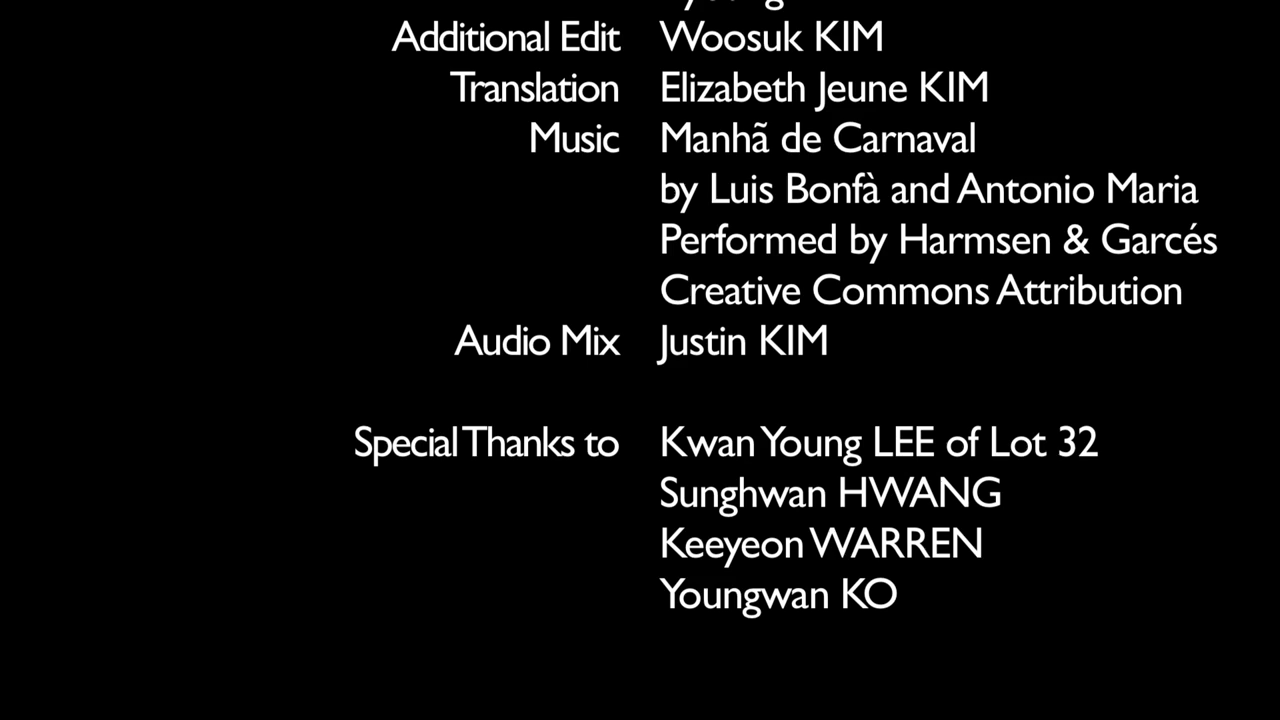 Additional Edit Woosuk KIM
Translation Elizabeth Jeune KIM
Music Manhã de Carnaval
by Luis Bonfà and Antonio Maria
Performed by Harmsen & Garcés
Creative Commons Attribution
Audio Mix Justin KIM
Special Thanks to Kwan Young LEE of Lot 32
Sunghwan HWANG
Keeyeon WARREN
Youngwan KO